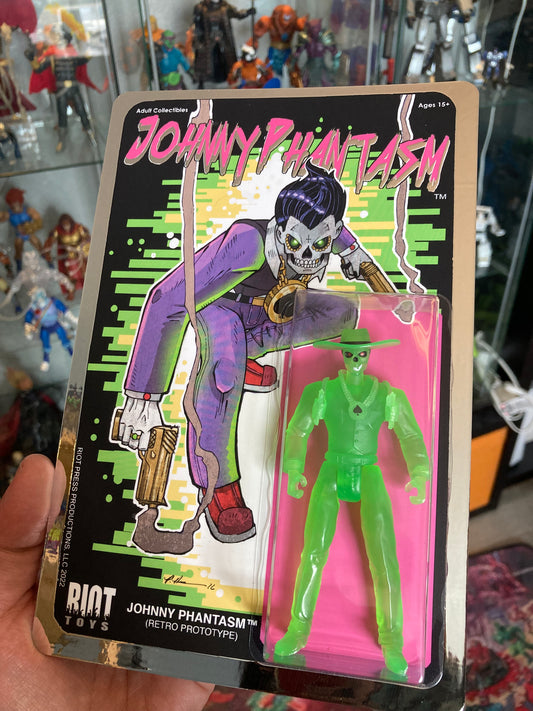 Adult Collectibles
Ages 15+
JOHNNY PHANTASM
TM
RIOT PRESS PRODUCTIONS, LLC 2022
RIOT
TOYS
JOHNNY PHANTASM™
(RETRO PROTOTYPE)